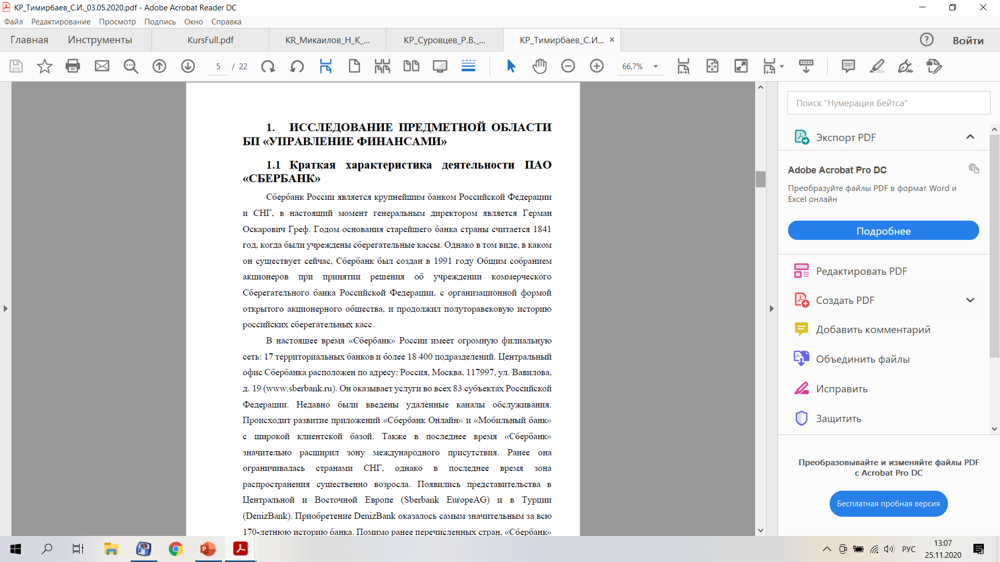 КР_Тимирбаев_С.И._03.05.2020.pdf - Adobe Acrobat Reader DC
Файл Редактирование Просмотр Подпись Окно Справка
Главная Инструменты KursFull.pdf KR_Микаилов_Н_К_... КР_Суровцев_Р.В._... КР_Тимирбаев_С.И... Войти
5 / 22 66,7%
1. ИССЛЕДОВАНИЕ ПРЕДМЕТНОЙ ОБЛАСТИ
БП «УПРАВЛЕНИЕ ФИНАНСАМИ»
1.1 Краткая характеристика деятельности ПАО
«СБЕРБАНК»
Сбербанк России является крупнейшим банком Российской Федерации
и СНГ, в настоящий момент генеральным директором является Герман
Оскарович Греф. Годом основания старейшего банка страны считается 1841
год, когда были учреждены сберегательные кассы. Однако в том виде, в каком
он существует сейчас, Сбербанк был создан в 1991 году Общим собранием
акционеров при принятии решения об учреждении коммерческого
Сберегательного банка Российской Федерации, с организационной формой
открытого акционерного общества, и продолжил полуторавековую историю
российских сберегательных касс.
В настоящее время «Сбербанк» России имеет огромную филиальную
сеть: 17 территориальных банков и более 18 400 подразделений. Центральный
офис Сбербанка расположен по адресу: Россия, Москва, 117997, ул. Вавилова,
д. 19 (www.sberbank.ru). Он оказывает услуги во всех 83 субъектах Российской
Федерации. Недавно были введены удаленные каналы обслуживания.
Происходит развитие приложений «Сбербанк Онлайн» и «Мобильный банк»
с широкой клиентской базой. Также в последнее время «Сбербанк»
значительно расширил зону международного присутствия. Ранее она
ограничивалась странами СНГ, однако в последнее время зона
распространения существенно возросла. Появились представительства в
Центральной и Восточной Европе (Sberbank EuropeAG) и в Турции
(DenizBank). Приобретение DenizBank оказалось самым значительным за всю
170-летнюю историю банка. Помимо ранее перечисленных стран, «Сбербанк»
Поиск "Нумерация Бейтса"
Экспорт PDF
Adobe Acrobat Pro DC
Преобразуйте файлы PDF в формат Word и
Excel онлайн
Подробнее
Редактировать PDF
Создать PDF
Добавить комментарий
Объединить файлы
Исправить
Защитить
Преобразовывайте и изменяйте файлы PDF
с Acrobat Pro DC
Бесплатная пробная версия
РУС
13:07
25.11.2020